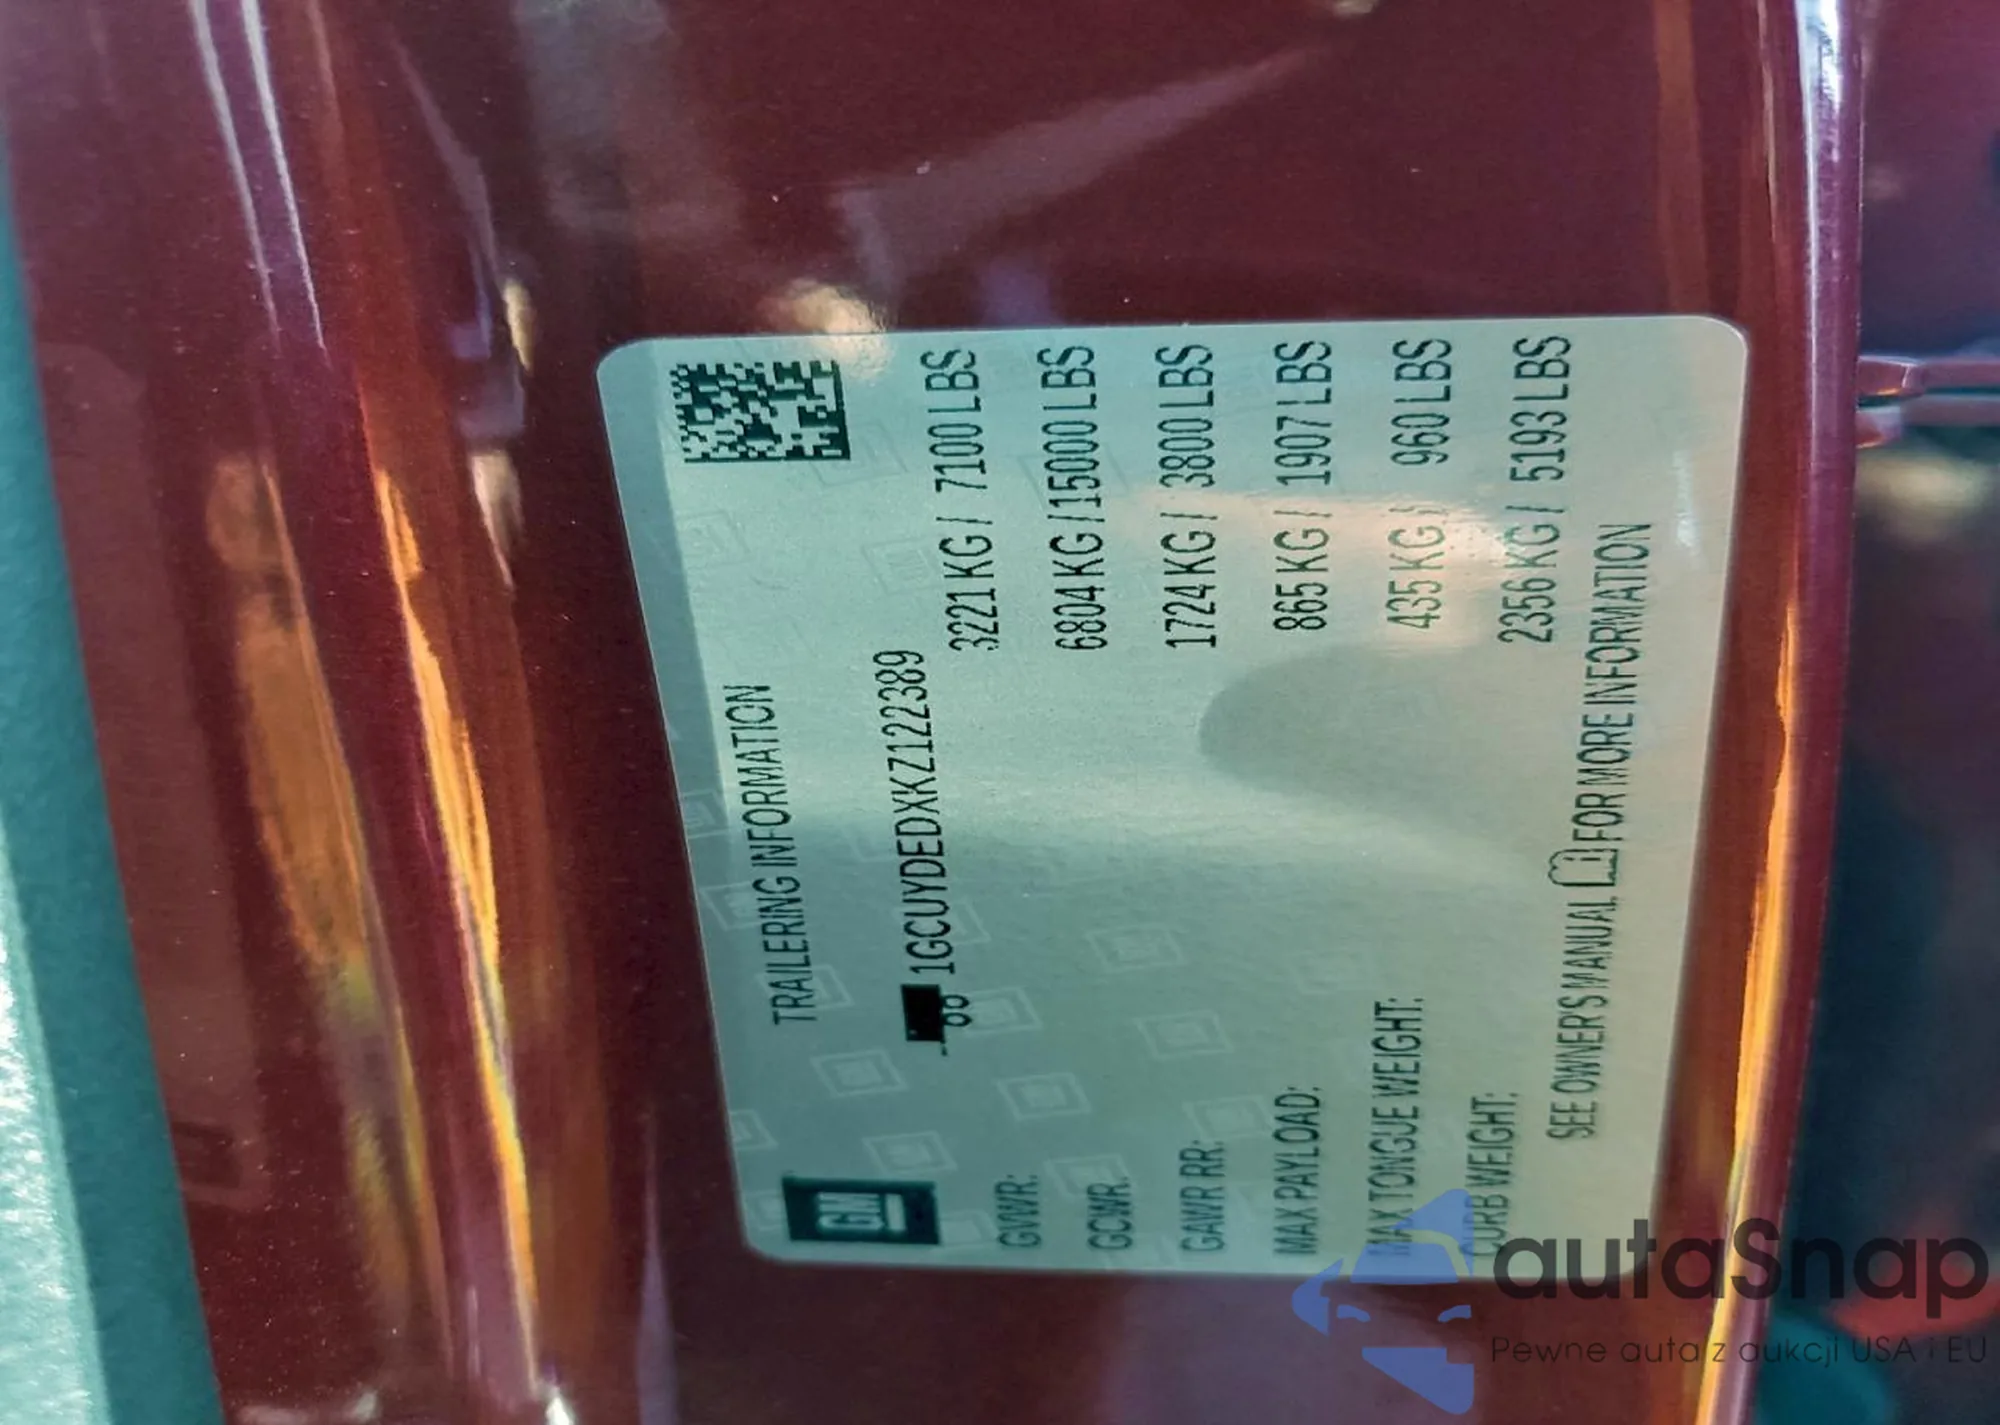 GM
TRAILERING INFORMATION
1GCUYDEDXKZ122389
GVWR: 3221 KG / 7100 LBS
GCWR: 6804 KG / 15000 LBS
GAWR RR: 1724 KG / 3800 LBS
MAX PAYLOAD: 865 KG / 1907 LBS
MAX TONGUE WEIGHT: 435 KG / 960 LBS
CURB WEIGHT: 2356 KG / 5193 LBS
SEE OWNER'S MANUAL FOR MORE INFORMATION
autaSnap
Pewne auta z aukcji USA i EU